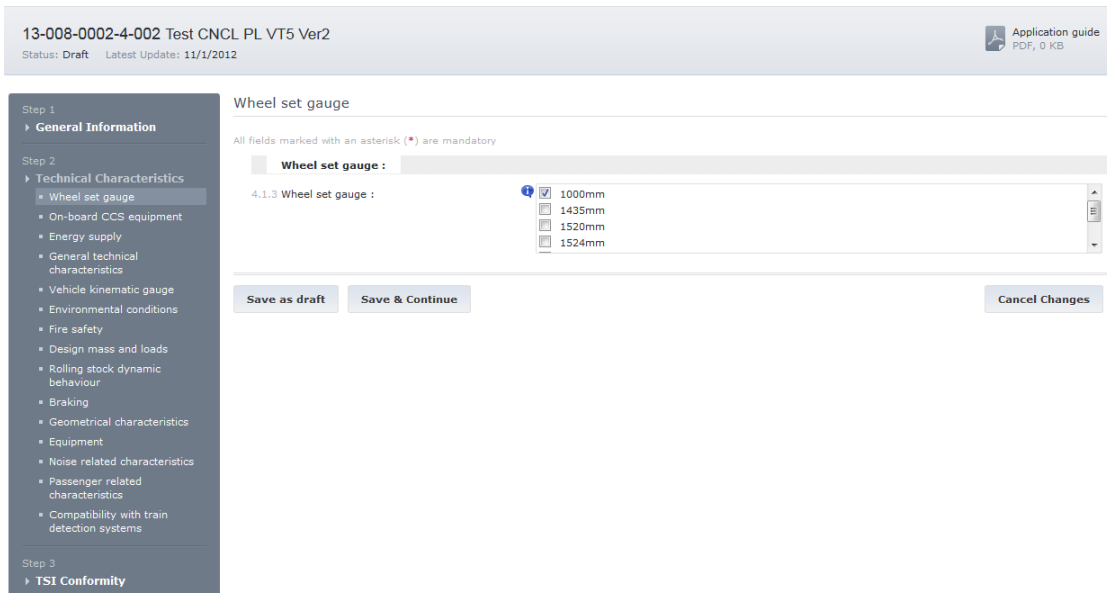 13-008-0002-4-002 Test CNCL PL VT5 Ver2
Status: Draft Latest Update: 11/1/2012
Application guide
PDF, 0 KB
Step 1
General Information
Step 2
Technical Characteristics
Wheel set gauge
On-board CCS equipment
Energy supply
General technical
characteristics
Vehicle kinematic gauge
Environmental conditions
Fire safety
Design mass and loads
Rolling stock dynamic
behaviour
Braking
Geometrical characteristics
Equipment
Noise related characteristics
Passenger related
characteristics
Compatibility with train
detection systems
Step 3
TSI Conformity
Wheel set gauge
All fields marked with an asterisk (*) are mandatory
Wheel set gauge :
4.1.3 Wheel set gauge :
1000mm
1435mm
1520mm
1524mm
Save as draft
Save & Continue
Cancel Changes